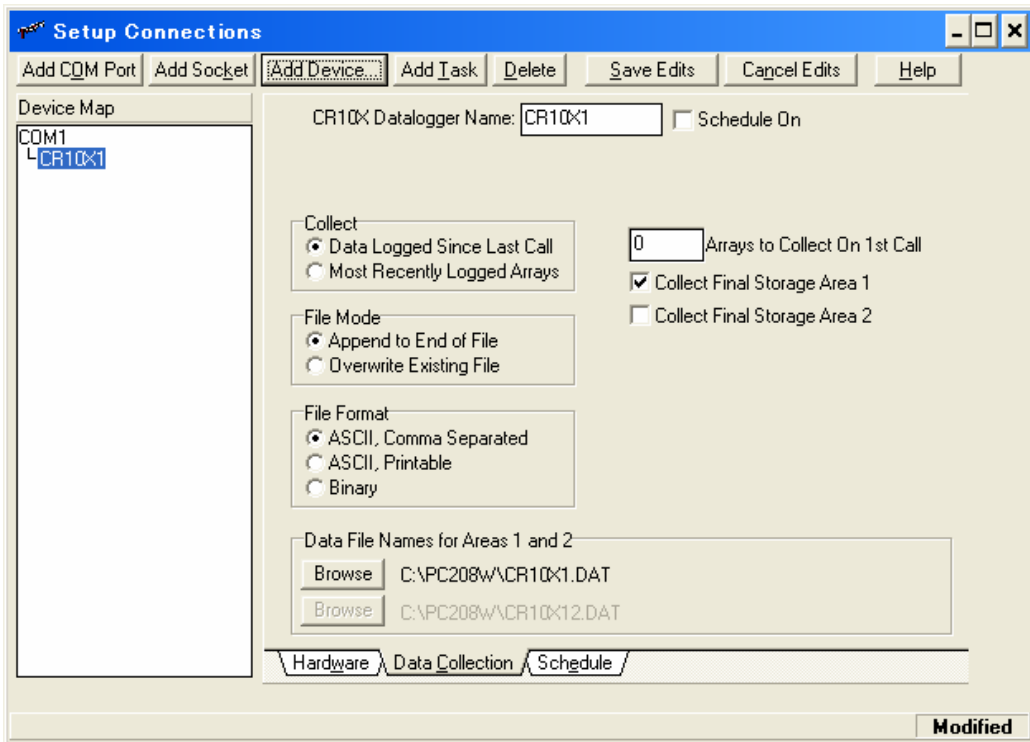 Setup Connections
Add COM Port Add Socket Add Device... Add Task Delete Save Edits Cancel Edits Help
Device Map
COM1
CR10X1
CR10X Datalogger Name: CR10X1 Schedule On
Collect
Data Logged Since Last Call
Most Recently Logged Arrays
0 Arrays to Collect On 1st Call
Collect Final Storage Area 1
Collect Final Storage Area 2
File Mode
Append to End of File
Overwrite Existing File
File Format
ASCII, Comma Separated
ASCII, Printable
Binary
Data File Names for Areas 1 and 2
Browse C:\PC208W\CR10X1.DAT
Browse C:\PC208W\CR10X12.DAT
Hardware Data Collection Schedule
Modified